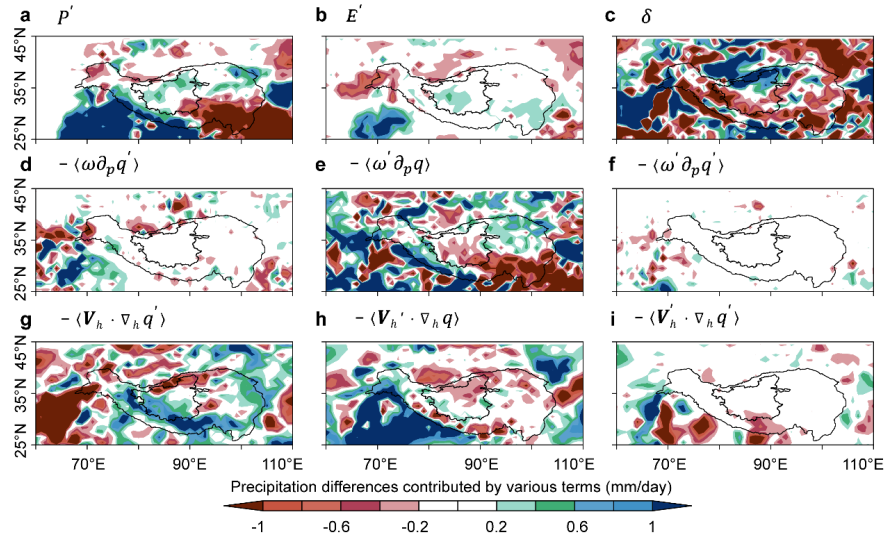 a P′ b E′ c δ
45°N
35°N
25°N
d − ⟨ω∂ₚq′⟩ e − ⟨ω′∂ₚq⟩ f − ⟨ω′∂ₚq′⟩
45°N
35°N
25°N
g − ⟨𝑽ₕ · ∇ₕq′⟩ h − ⟨𝑽ₕ′ · ∇ₕq⟩ i − ⟨𝑽ₕ′ · ∇ₕq′⟩
45°N
35°N
25°N
70°E 90°E 110°E 70°E 90°E 110°E 70°E 90°E 110°E
Precipitation differences contributed by various terms (mm/day)
-1 -0.6 -0.2 0.2 0.6 1